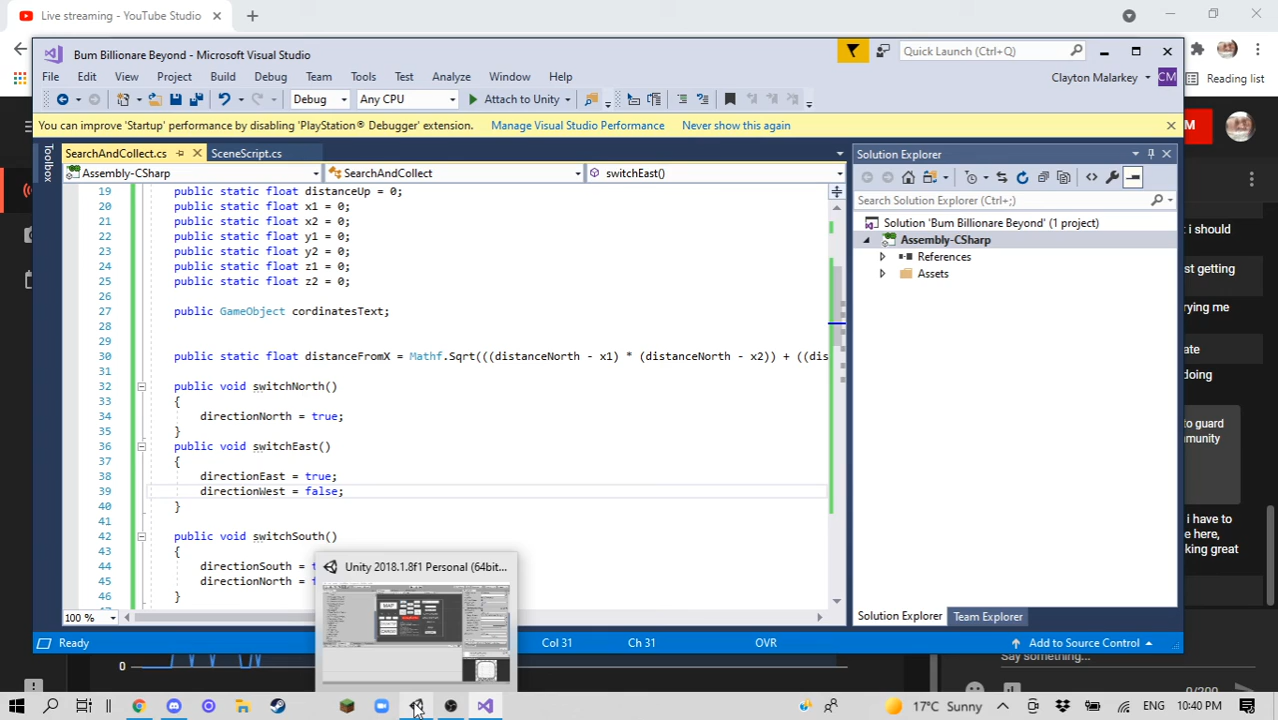 Live streaming - YouTube Studio
Bum Billionare Beyond - Microsoft Visual Studio
Quick Launch (Ctrl+Q)
File Edit View Project Build Debug Team Tools Test Analyze Window Help
Clayton Malarkey CM
Debug Any CPU Attach to Unity
Reading list
You can improve 'Startup' performance by disabling 'PlayStation® Debugger' extension. Manage Visual Studio Performance Never show this again
Toolbox
SearchAndCollect.cs SceneScript.cs
Assembly-CSharp SearchAndCollect switchEast()
19 public static float distanceUp = 0;
20 public static float x1 = 0;
21 public static float x2 = 0;
22 public static float y1 = 0;
23 public static float y2 = 0;
24 public static float z1 = 0;
25 public static float z2 = 0;
26
27 public GameObject cordinatesText;
28
29
30 public static float distanceFromX = Mathf.Sqrt(((distanceNorth - x1) * (distanceNorth - x2)) + ((dis
31
32 public void switchNorth()
33 {
34 directionNorth = true;
35 }
36 public void switchEast()
37 {
38 directionEast = true;
39 directionWest = false;
40 }
41
42 public void switchSouth()
43 {
44 directionSouth = t
45 directionNorth = f
46 }
100 %
Solution Explorer
Search Solution Explorer (Ctrl+;)
Solution 'Bum Billionare Beyond' (1 project)
Assembly-CSharp
References
Assets
Solution Explorer Team Explorer
M
i should
st getting
rying me
ate
doing
to guard
mmunity
i have to
e here,
king great
Unity 2018.1.8f1 Personal (64bit...
MAP
Ready Col 31 Ch 31 OVR Add to Source Control
0
Say something...
0/200
17°C Sunny ENG 10:40 PM 2